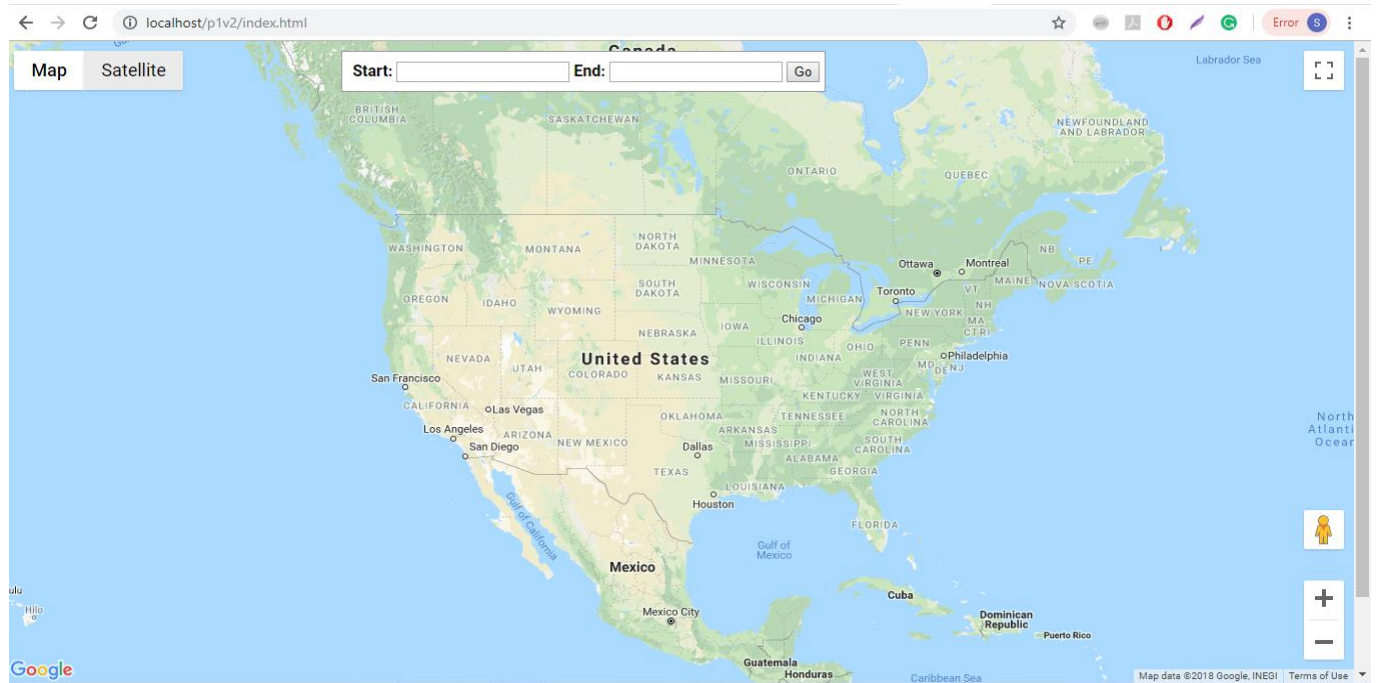 localhost/p1v2/index.html
Error S
Canada
Labrador Sea
Map Satellite
Start: End: Go
BRITISH
COLUMBIA
SASKATCHEWAN
NEWFOUNDLAND
AND LABRADOR
ONTARIO
QUEBEC
WASHINGTON
MONTANA
NORTH
DAKOTA
MINNESOTA
NB
PE
Ottawa
Montreal
MAINE
NOVA SCOTIA
OREGON
IDAHO
SOUTH
DAKOTA
WISCONSIN
MICHIGAN
Toronto
VT
NH
WYOMING
NEW YORK
MA
CT RI
Chicago
IOWA
NEBRASKA
ILLINOIS
INDIANA
OHIO
PENN
Philadelphia
MD
DE NJ
NEVADA
UTAH
United States
COLORADO
KANSAS
MISSOURI
WEST
VIRGINIA
KENTUCKY
VIRGINIA
San Francisco
CALIFORNIA
Las Vegas
Los Angeles
San Diego
ARIZONA
NEW MEXICO
OKLAHOMA
ARKANSAS
TENNESSEE
NORTH
CAROLINA
Dallas
MISSISSIPPI
SOUTH
CAROLINA
ALABAMA
GEORGIA
TEXAS
LOUISIANA
Houston
FLORIDA
North
Atlanti
Ocear
Gulf of California
Gulf of
Mexico
Mexico
Mexico City
Cuba
Dominican
Republic
Puerto Rico
ulu
Hilo
Guatemala
Honduras
Caribbean Sea
Google
Map data ©2018 Google, INEGI Terms of Use